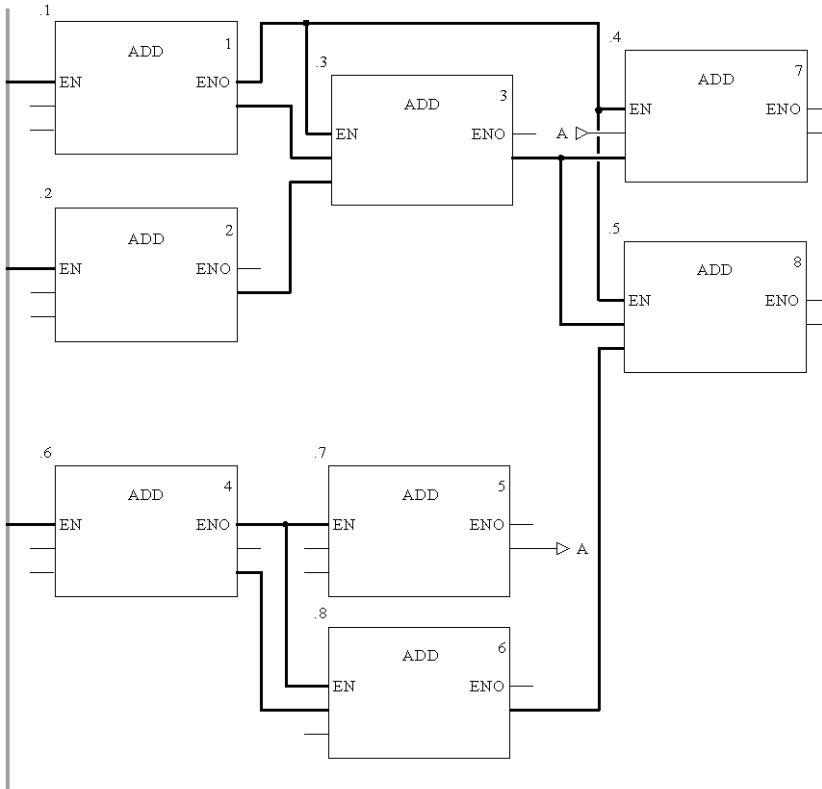 .1
ADD 1
EN ENO
.2
ADD 2
EN ENO
.3
ADD 3
EN ENO
A
.4
ADD 7
EN ENO
.5
ADD 8
EN ENO
.6
ADD 4
EN ENO
.7
ADD 5
EN ENO
A
.8
ADD 6
EN ENO